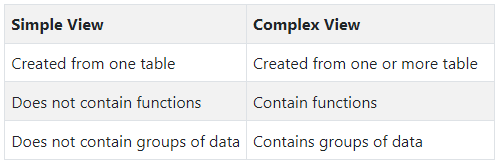 Simple View Complex View
Created from one table Created from one or more table
Does not contain functions Contain functions
Does not contain groups of data Contains groups of data